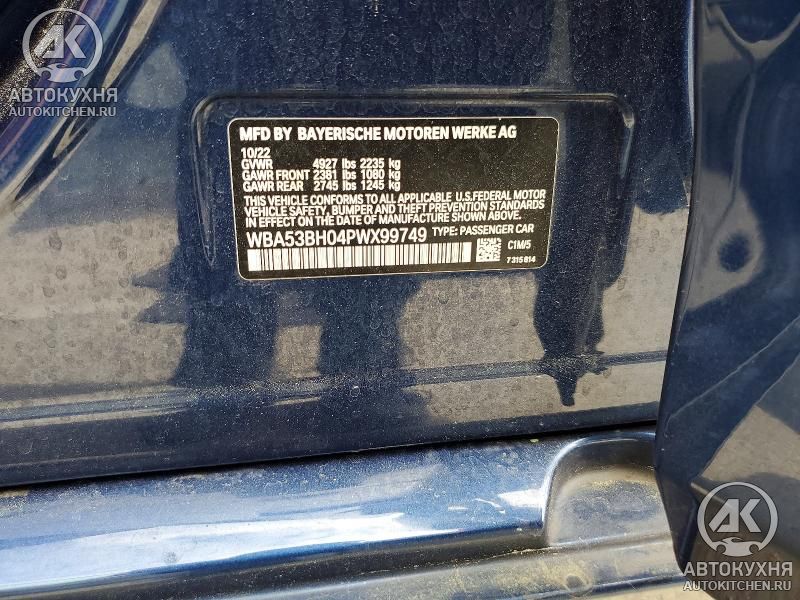 АК
АВТОКУХНЯ
AUTOKITCHEN.RU
MFD BY BAYERISCHE MOTOREN WERKE AG
10/22
GVWR 4927 lbs 2235 kg
GAWR FRONT 2381 lbs 1080 kg
GAWR REAR 2745 lbs 1245 kg
THIS VEHICLE CONFORMS TO ALL APPLICABLE U.S.FEDERAL MOTOR
VEHICLE SAFETY, BUMPER AND THEFT PREVENTION STANDARDS
IN EFFECT ON THE DATE OF MANUFACTURE SHOWN ABOVE.
WBA53BH04PWX99749 TYPE: PASSENGER CAR
C1M/5
7 315 814
АК
АВТОКУХНЯ
AUTOKITCHEN.RU